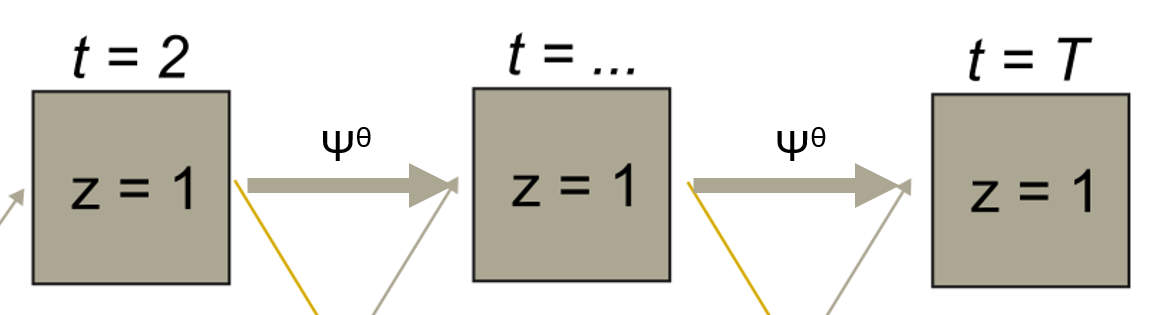 t = 2
t = ...
t = T
Ψθ
Ψθ
z = 1
z = 1
z = 1